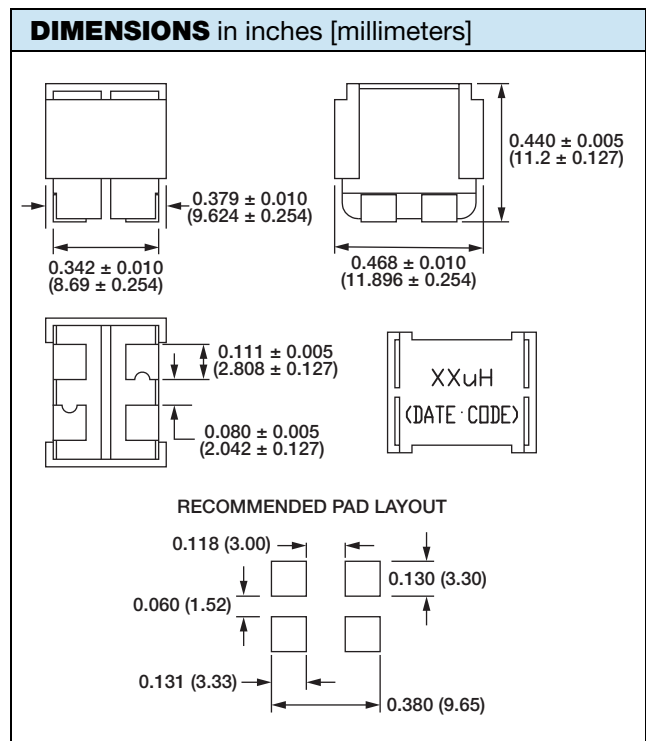 DIMENSIONS in inches [millimeters]
0.440 ± 0.005
(11.2 ± 0.127)
0.379 ± 0.010
(9.624 ± 0.254)
0.342 ± 0.010
(8.69 ± 0.254)
0.468 ± 0.010
(11.896 ± 0.254)
0.111 ± 0.005
(2.808 ± 0.127)
0.080 ± 0.005
(2.042 ± 0.127)
XXuH
(DATE CODE)
RECOMMENDED PAD LAYOUT
0.118 (3.00)
0.130 (3.30)
0.060 (1.52)
0.131 (3.33)
0.380 (9.65)